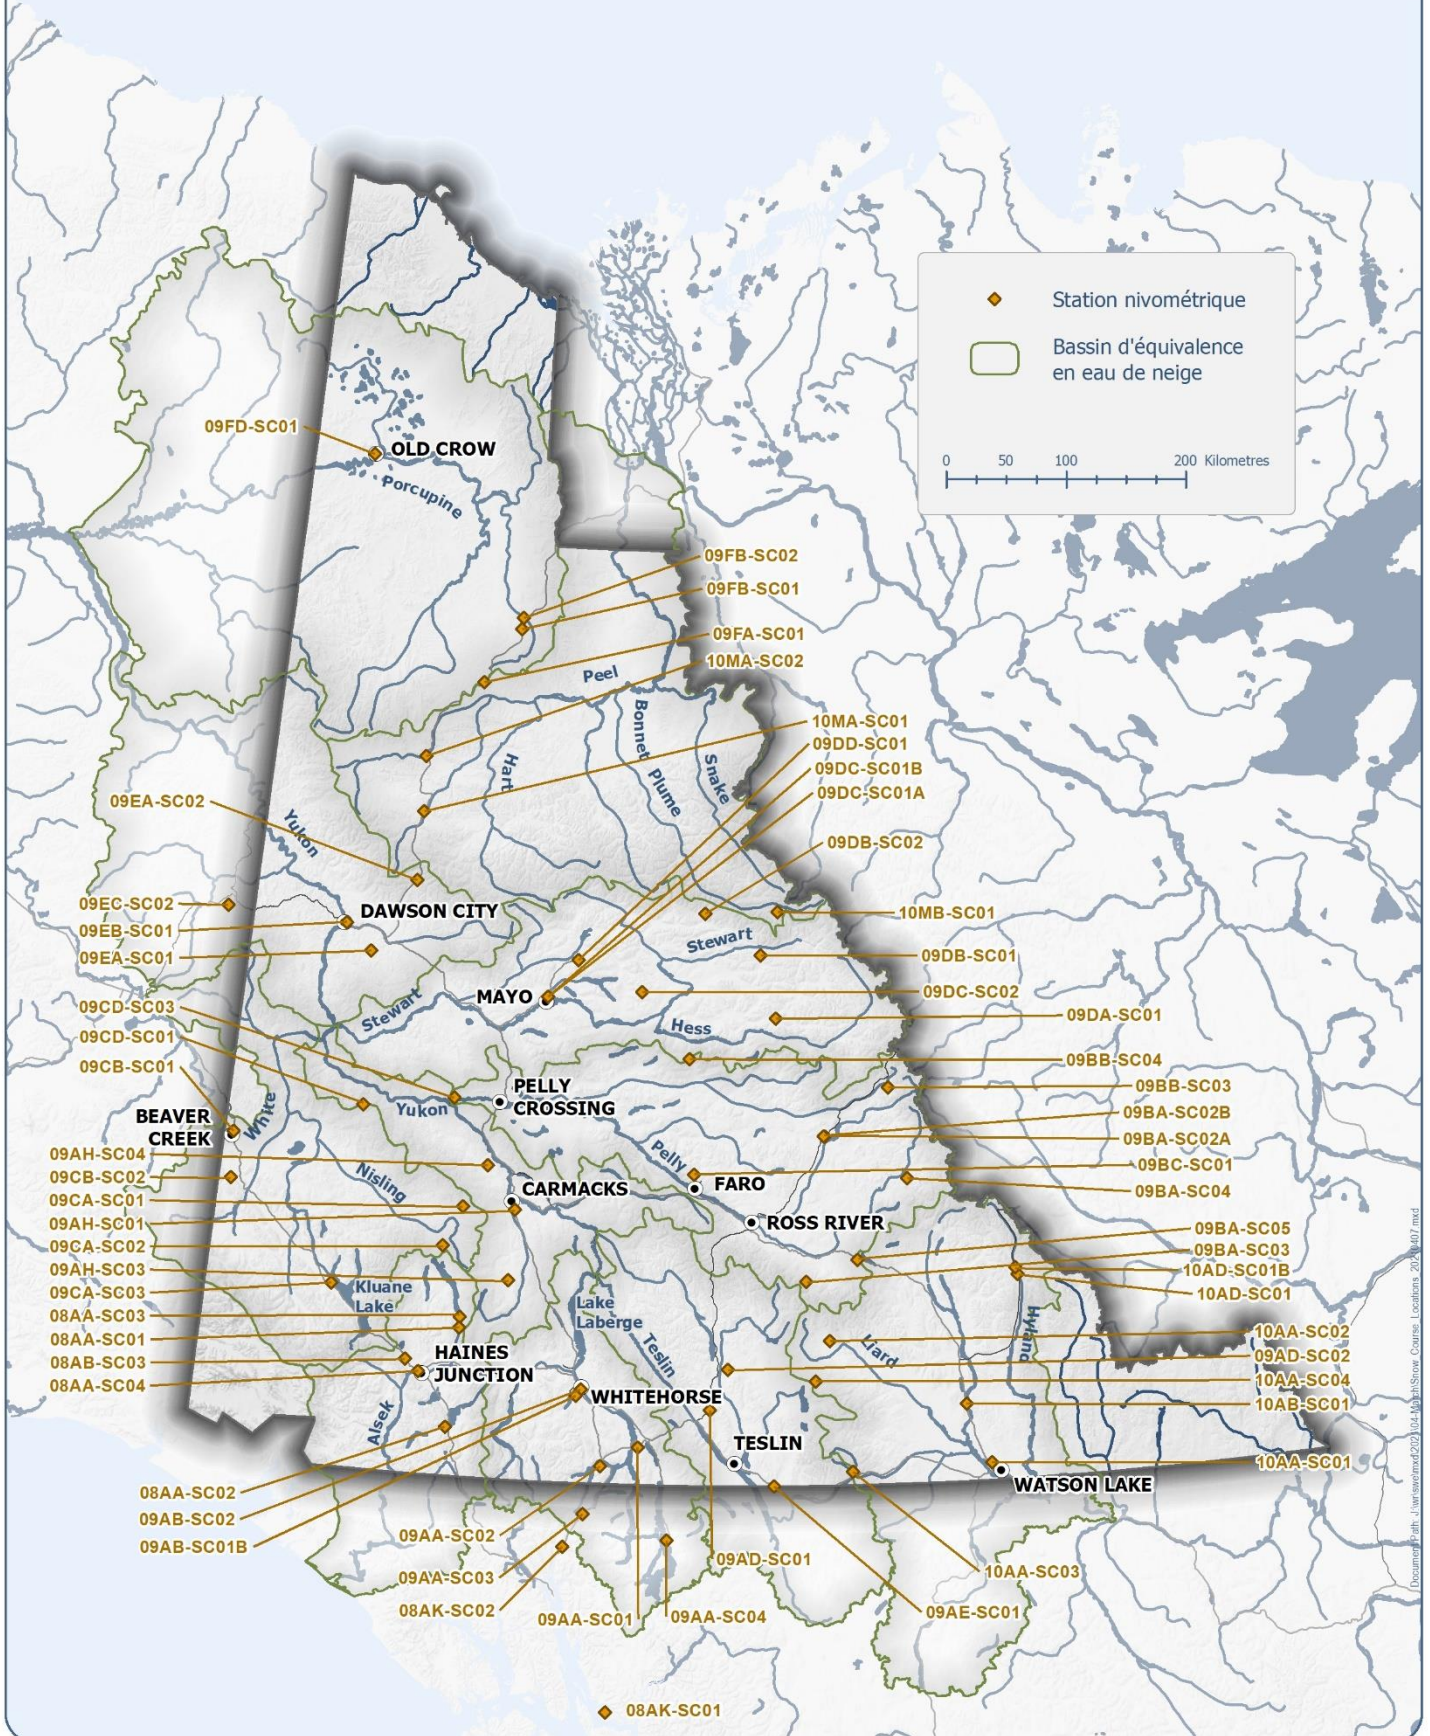 Station nivométrique
Bassin d'équivalence
en eau de neige
0 50 100 200 Kilometres
09FD-SC01
OLD CROW
Porcupine
09FB-SC02
09FB-SC01
09FA-SC01
10MA-SC02
Peel
10MA-SC01
09DD-SC01
09DC-SC01B
09DC-SC01A
09DB-SC02
Bonnet Plume
Snake
Hart
09EA-SC02
Yukon
09EC-SC02
09EB-SC01
09EA-SC01
DAWSON CITY
10MB-SC01
Stewart
09DB-SC01
MAYO
09DC-SC02
09CD-SC03
Stewart
Hess
09DA-SC01
09CD-SC01
09CB-SC01
09BB-SC04
PELLY
CROSSING
09BB-SC03
BEAVER
CREEK
White
Yukon
09BA-SC02B
09BA-SC02A
09AH-SC04
09CB-SC02
Nisling
Pelly
09BC-SC01
FARO
09BA-SC04
09CA-SC01
CARMACKS
09AH-SC01
ROSS RIVER
09BA-SC05
09CA-SC02
09BA-SC03
10AD-SC01B
09AH-SC03
10AD-SC01
09CA-SC03
Kluane
Lake
Lake
Laberge
08AA-SC03
08AA-SC01
Teslin
Liard
Hyland
10AA-SC02
08AB-SC03
HAINES
JUNCTION
09AD-SC02
08AA-SC04
10AA-SC04
WHITEHORSE
10AB-SC01
Alsek
TESLIN
10AA-SC01
WATSON LAKE
08AA-SC02
09AB-SC02
09AB-SC01B
09AA-SC02
09AD-SC01
10AA-SC03
09AA-SC03
08AK-SC02
09AA-SC01
09AA-SC04
09AE-SC01
08AK-SC01